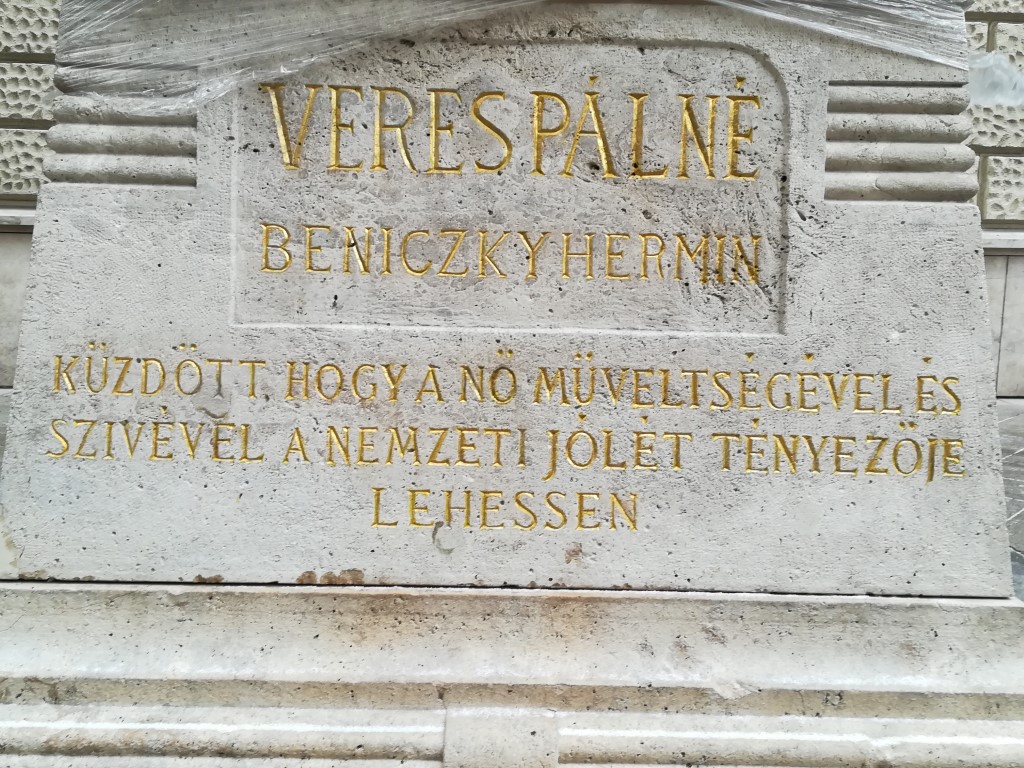 VERES PÁLNÉ
BENICZKY HERMIN
KÜZDÖTT, HOGY A NŐ MŰVELTSÉGÉVEL ÉS
SZIVÉVEL A NEMZETI JÓLÉT TÉNYEZŐJE
LEHESSEN